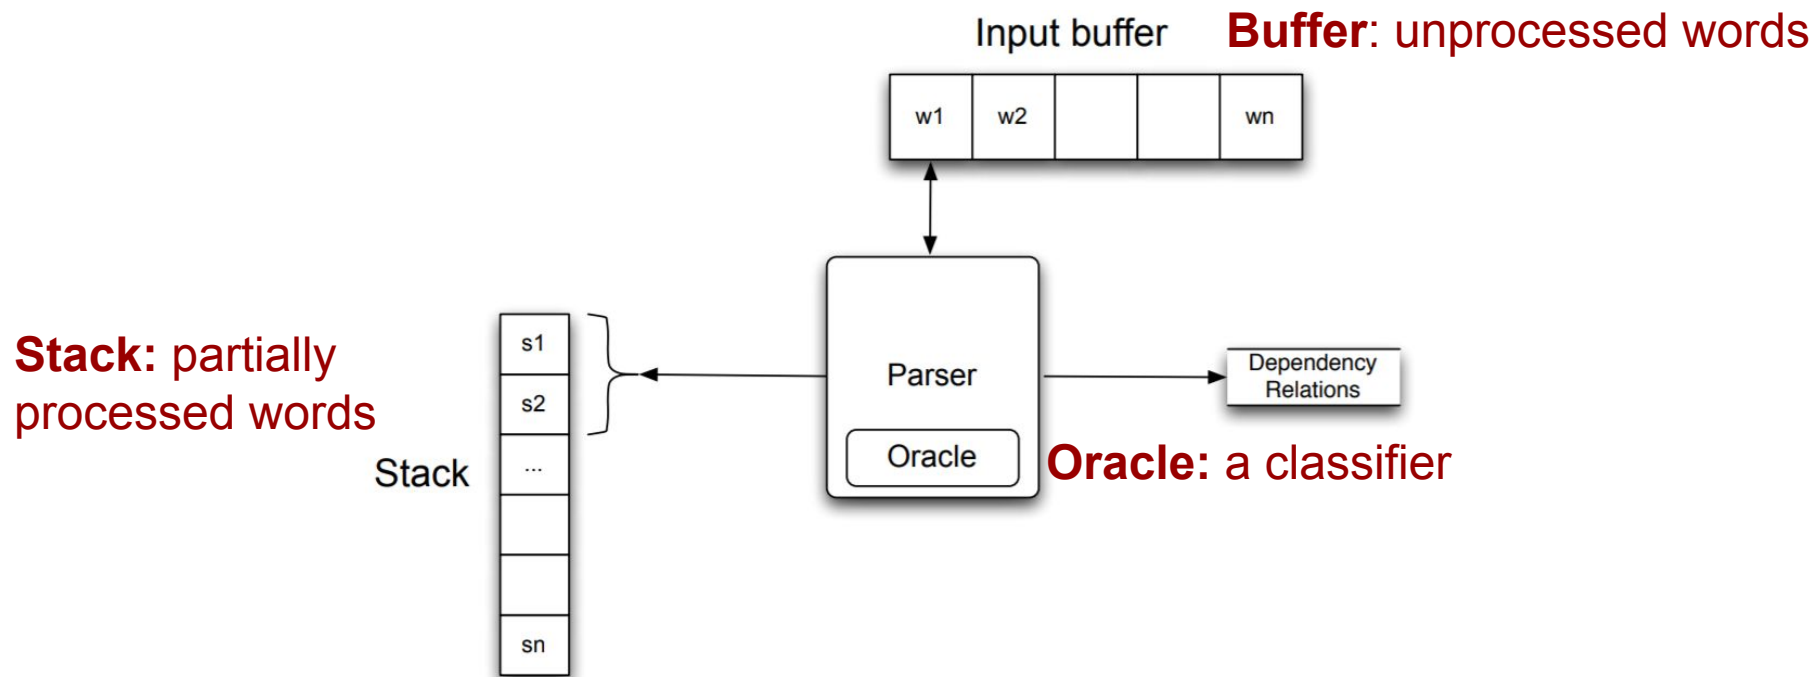 Input buffer
Buffer: unprocessed words
w1 w2 wn
Stack: partially
processed words
Stack
s1
s2
...
sn
Parser
Oracle
Dependency
Relations
Oracle: a classifier